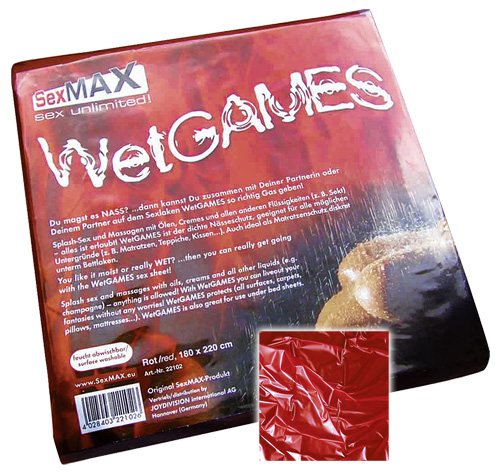 SexMAX
sex unlimited!
WetGAMES
Du magst es NASS? ...dann kannst Du zusammen mit Deiner Partnerin oder
Deinem Partner auf dem Sexlaken WetGAMES so richtig Gas geben!
Splash-Sex und Massagen mit Ölen, Cremes und allen anderen Flüssigkeiten (z. B. Sekt)
– alles ist erlaubt! WetGAMES ist der dichte Nässeschutz, geeignet für alle möglichen
Untergründe (z. B. Matratzen, Teppiche, Kissen...). Auch ideal als Matratzenschutz diskret
unterm Bettlaken.
You like it moist or really WET? ...then you can really get going
with the WetGAMES sex sheet!
Splash sex and massages with oils, creams and all other liquids (e.g.
champagne) – anything is allowed! With WetGAMES you can liveout your
fantasies without any worries! WetGAMES protects (all surfaces, carpets,
pillows, mattresses...). WetGAMES is also great for use under bed sheets.
feucht abwischbar/
surface washable
www.SexMAX.eu
Rot/red, 180 x 220 cm
Art.-Nr. 22102
Original SexMAX-Produkt
Vertrieb/distribution by
JOYDIVISION international AG
Hannover (Germany)
4 028403 221026